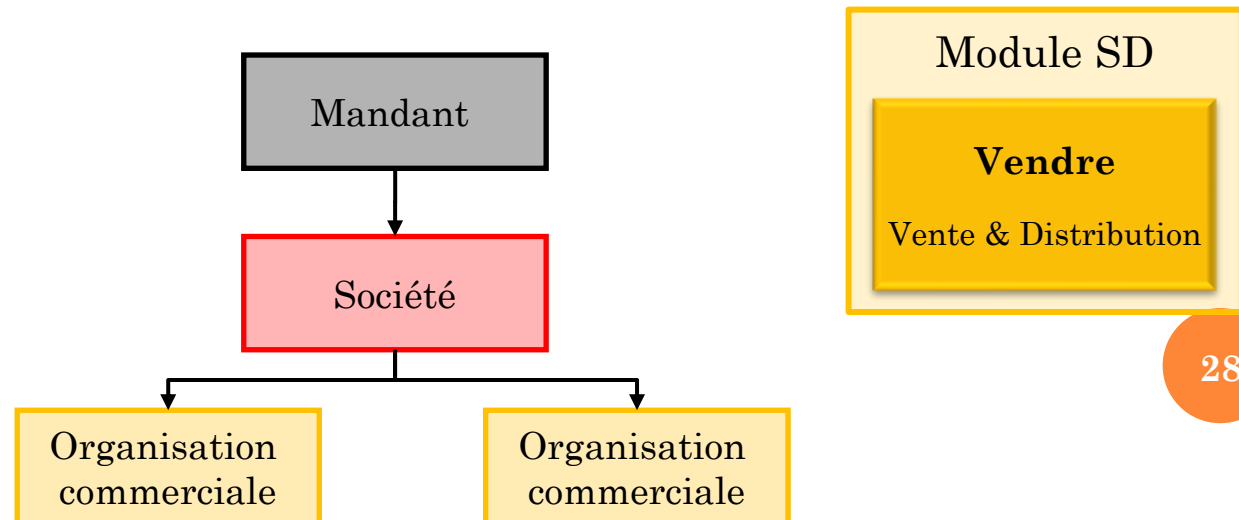 Mandant
Société
Organisation
commerciale
Organisation
commerciale
Module SD
Vendre
Vente & Distribution
28